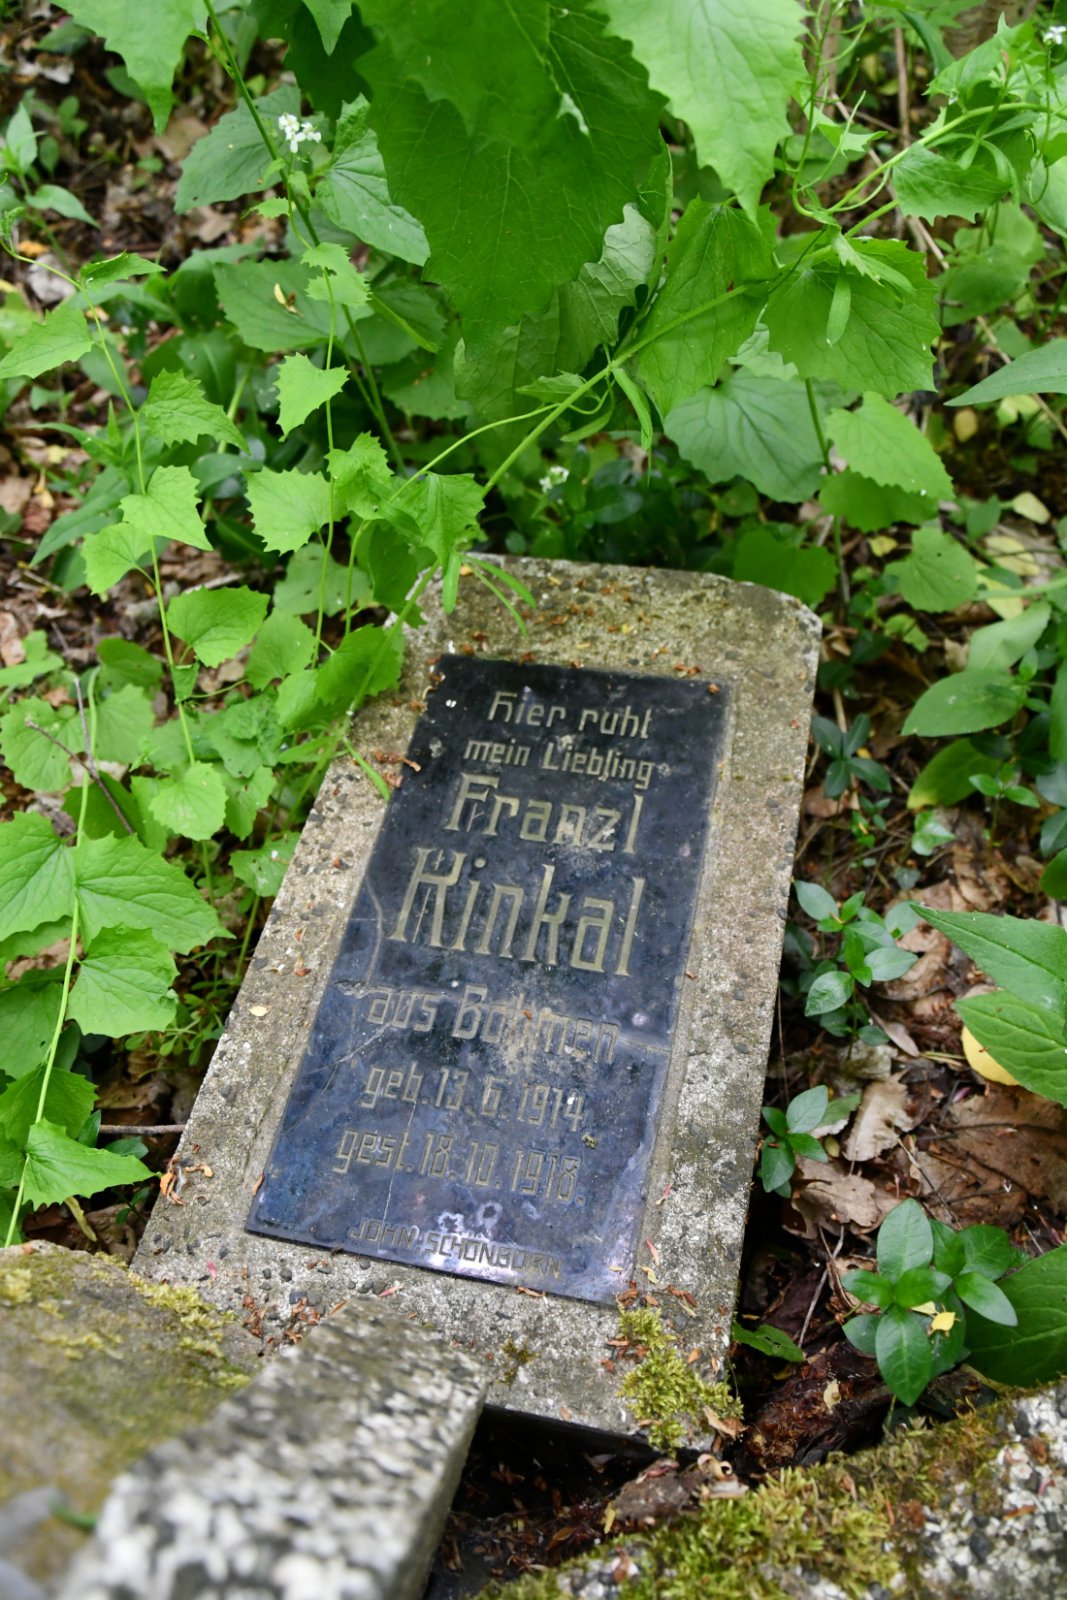 Hier ruht
mein Liebling
Franzl
Kinkal
aus Böhmen
geb. 13. 6. 1914
gest. 18. 10. 1918.
JOHN, SCHÖNBORN